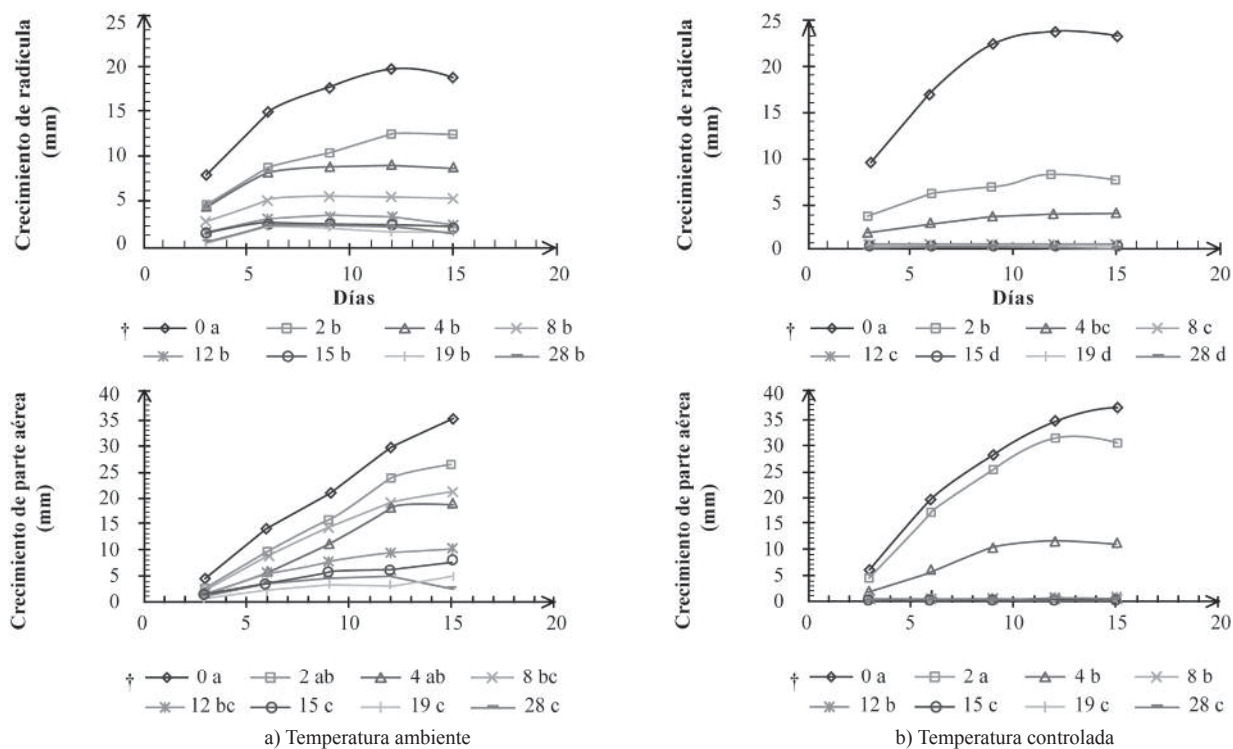 Crecimiento de radícula
(mm)
25
20
15
10
5
0
0 5 10 15 20
Días
† 0 a 2 b 4 b 8 b
12 b 15 b 19 b 28 b
Crecimiento de radícula
(mm)
25
20
15
10
5
0
0 5 10 15 20
Días
† 0 a 2 b 4 bc 8 c
12 c 15 d 19 d 28 d
Crecimiento de parte aérea
(mm)
40
35
30
25
20
15
10
5
0
0 5 10 15 20
† 0 a 2 ab 4 ab 8 bc
12 bc 15 c 19 c 28 c
a) Temperatura ambiente
Crecimiento de parte aérea
(mm)
40
35
30
25
20
15
10
5
0
0 5 10 15 20
† 0 a 2 a 4 b 8 b
12 b 15 c 19 c 28 c
b) Temperatura controlada